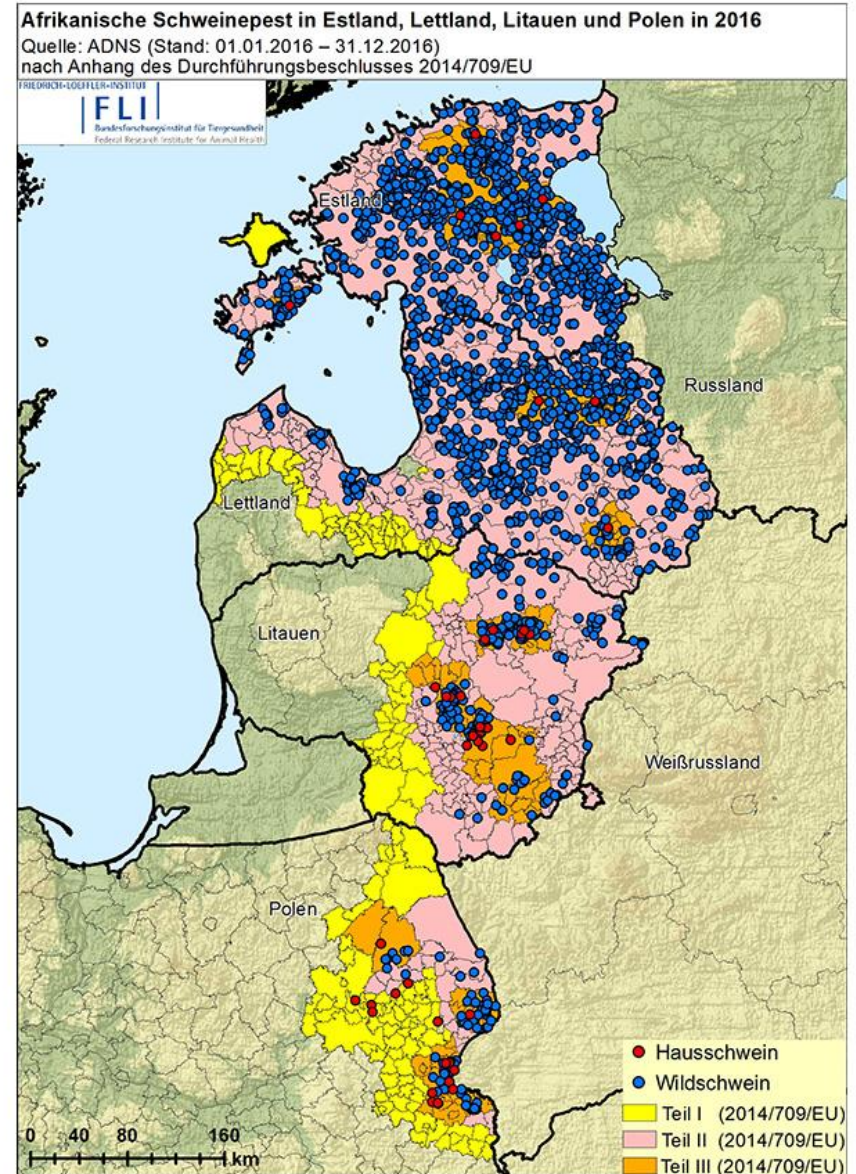 Afrikanische Schweinepest in Estland, Lettland, Litauen und Polen in 2016
Quelle: ADNS (Stand: 01.01.2016 – 31.12.2016)
nach Anhang des Durchführungsbeschlusses 2014/709/EU
FRIEDRICH-LOEFFLER-INSTITUT
FLI
Bundesforschungsinstitut für Tiergesundheit
Federal Research Institute for Animal Health
Estland
Russland
Lettland
Litauen
Weißrussland
Polen
Hausschwein
Wildschwein
Teil I (2014/709/EU)
Teil II (2014/709/EU)
Teil III (2014/709/EU)
0 40 80 160
km